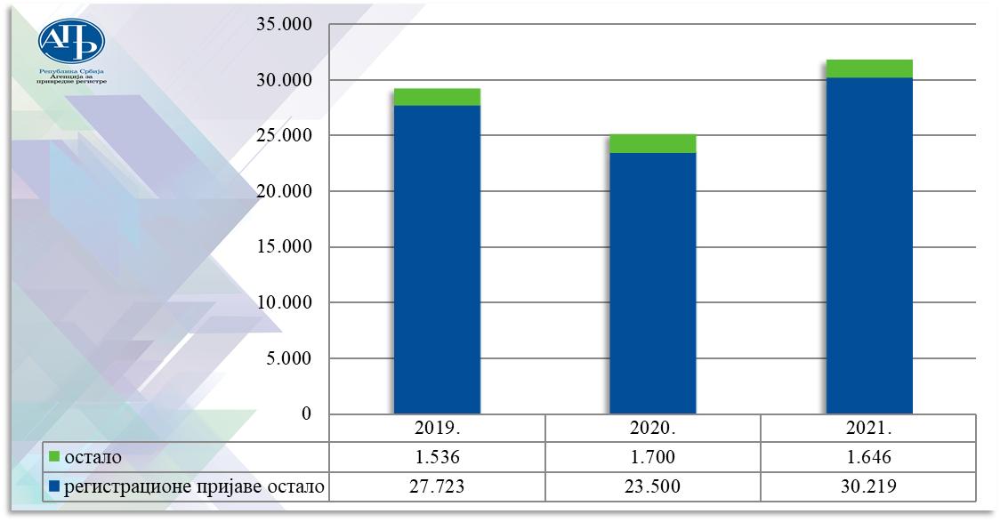 АПР
Република Србија
Агенција за
привредне регистре
35.000
30.000
25.000
20.000
15.000
10.000
5.000
0
2019. 2020. 2021.
остало 1.536 1.700 1.646
регистрационе пријаве остало 27.723 23.500 30.219